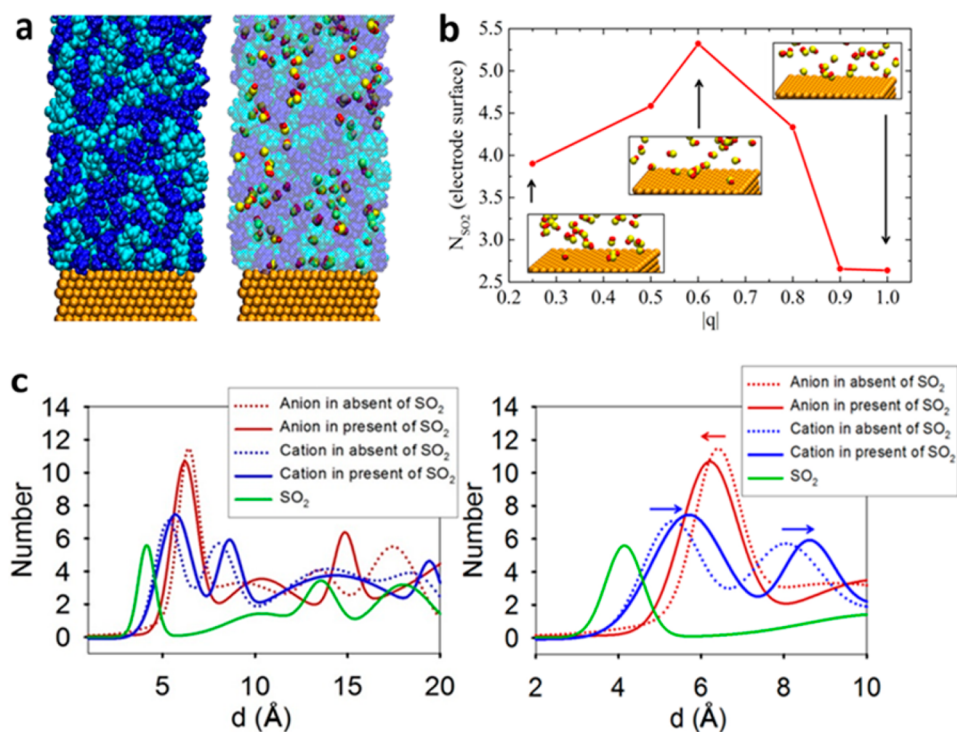 a
b
N_SO2 (electrode surface)
5.5
5.0
4.5
4.0
3.5
3.0
2.5
0.2 0.3 0.4 0.5 0.6 0.7 0.8 0.9 1.0
|q|
c
Anion in absent of SO2
Anion in present of SO2
Cation in absent of SO2
Cation in present of SO2
SO2
Number
14
12
10
8
6
4
2
0
5 10 15 20
d (Å)
Anion in absent of SO2
Anion in present of SO2
Cation in absent of SO2
Cation in present of SO2
SO2
Number
14
12
10
8
6
4
2
0
2 4 6 8 10
d (Å)